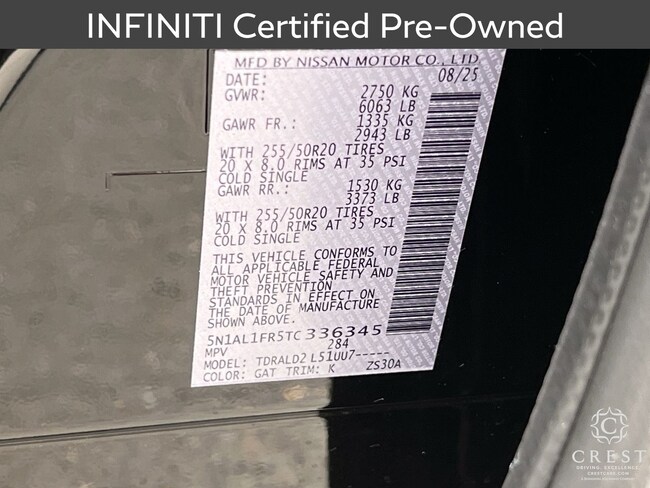 INFINITI Certified Pre-Owned
MFD BY NISSAN MOTOR CO., LTD
DATE: 08/25
GVWR: 2750 KG
6063 LB
GAWR FR.: 1335 KG
2943 LB
WITH 255/50R20 TIRES
20 X 8.0 RIMS AT 35 PSI
COLD SINGLE
GAWR RR.: 1530 KG
3373 LB
WITH 255/50R20 TIRES
20 X 8.0 RIMS AT 35 PSI
COLD SINGLE
THIS VEHICLE CONFORMS TO
ALL APPLICABLE FEDERAL
MOTOR VEHICLE SAFETY AND
THEFT PREVENTION
STANDARDS IN EFFECT ON
THE DATE OF MANUFACTURE
SHOWN ABOVE.
5N1AL1FR5TC336345
MPV 284
MODEL: TDRALD2 L51UU7-----
COLOR: GAT TRIM: K ZS30A
C
CREST
DRIVING. EXCELLENCE.
CRESTCARS.COM